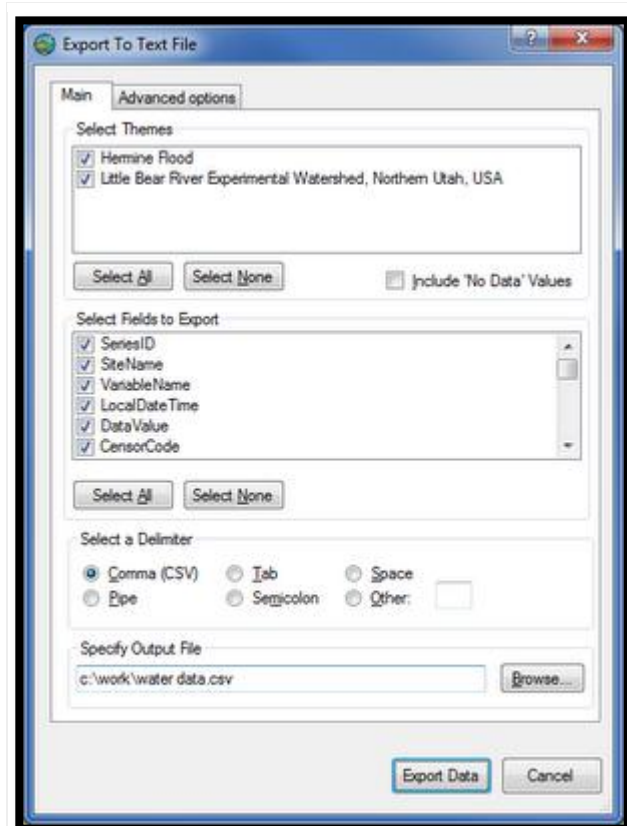 Export To Text File
Main Advanced options
Select Themes
Hermine Flood
Little Bear River Experimental Watershed, Northern Utah, USA
Select All Select None Include 'No Data' Values
Select Fields to Export
SeriesID
SiteName
VariableName
LocalDateTime
DataValue
CensorCode
Select All Select None
Select a Delimiter
Comma (CSV) Tab Space
Pipe Semicolon Other:
Specify Output File
c:\work\water data.csv Browse...
Export Data Cancel